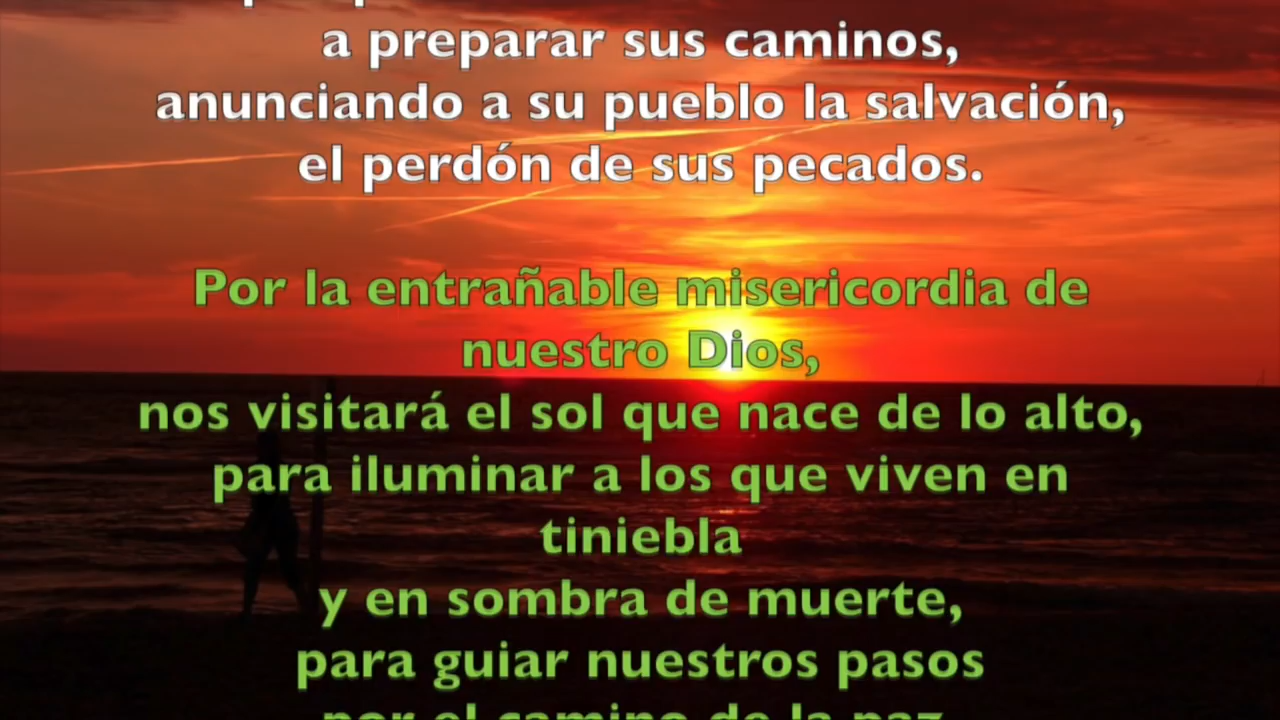 a preparar sus caminos,
anunciando a su pueblo la salvación,
el perdón de sus pecados.
Por la entrañable misericordia de
nuestro Dios,
nos visitará el sol que nace de lo alto,
para iluminar a los que viven en
tiniebla
y en sombra de muerte,
para guiar nuestros pasos
por el camino de la paz.